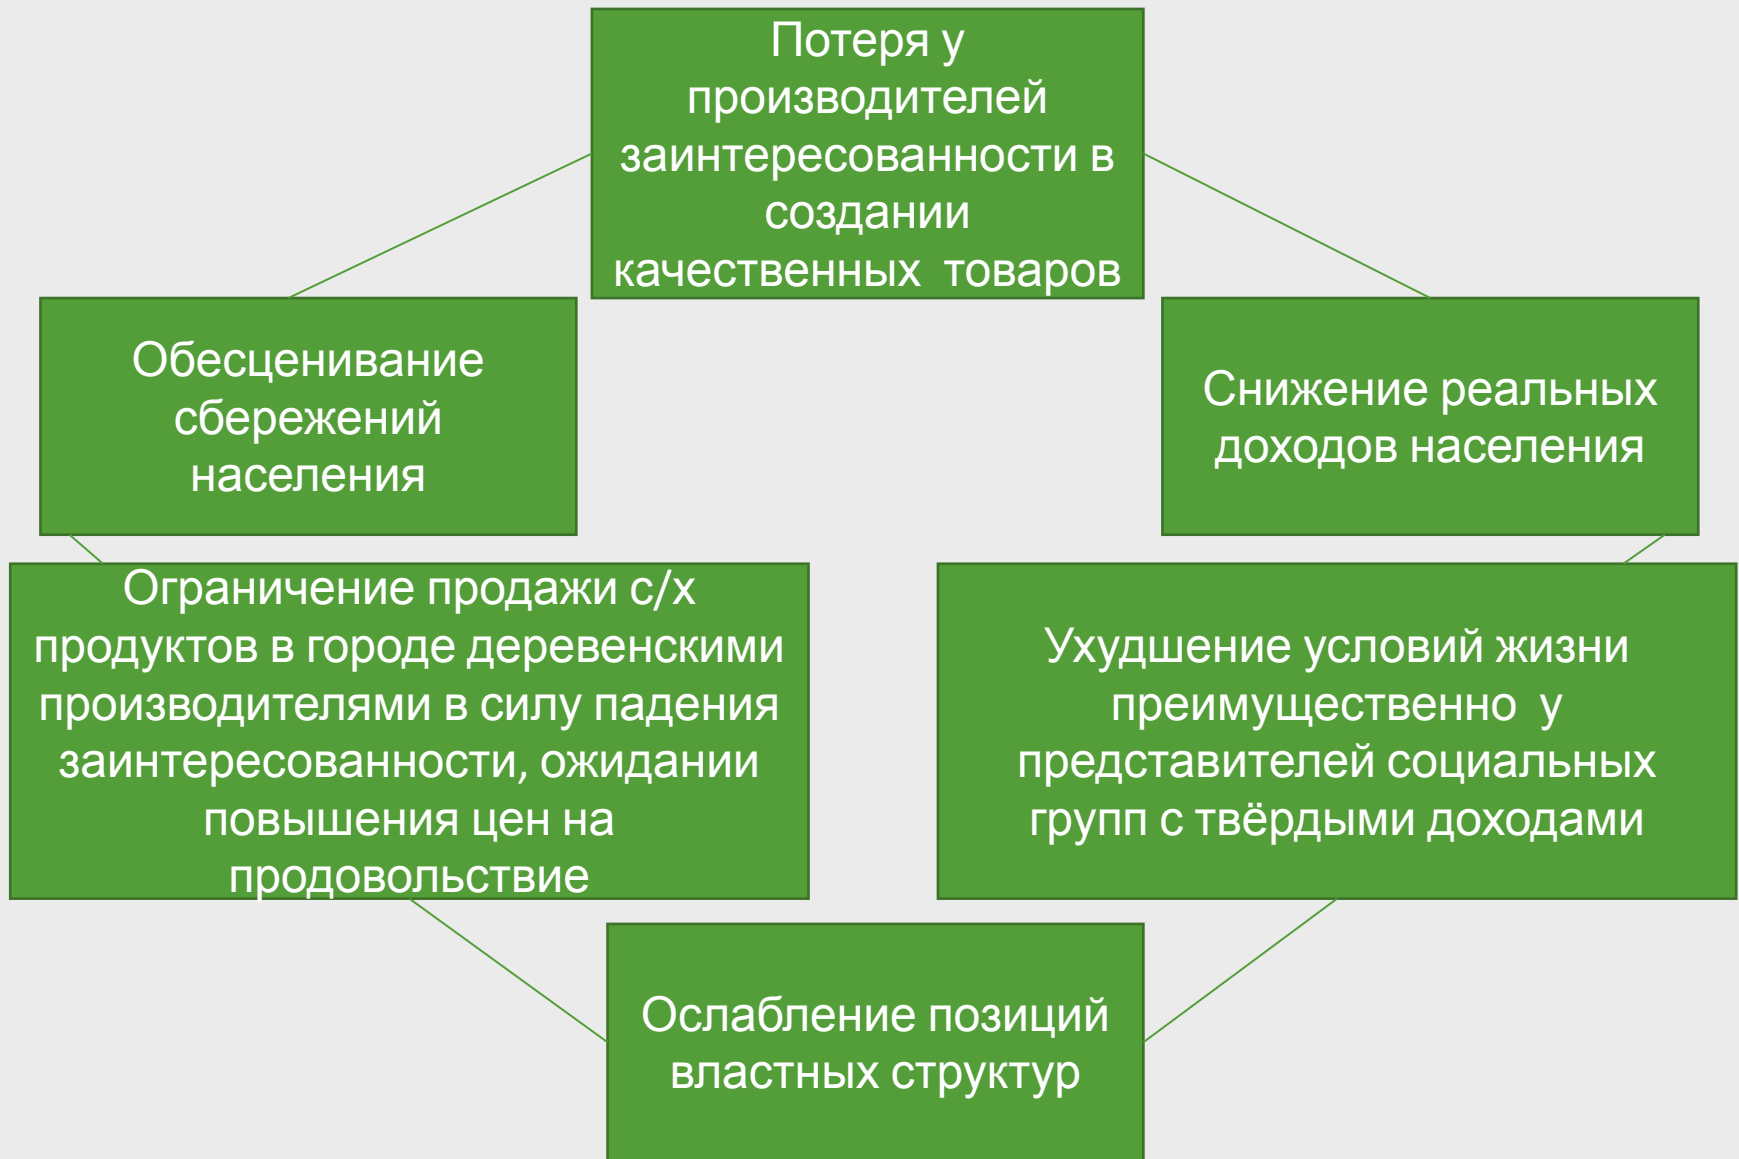 Потеря у
производителей
заинтересованности в
создании
качественных  товаров
Обесценивание
сбережений
населения
Снижение реальных
доходов населения
Ограничение продажи с/х
продуктов в городе деревенскими
производителями в силу падения
заинтересованности, ожидании
повышения цен на
продовольствие
Ухудшение условий жизни
преимущественно  у
представителей социальных
групп с твёрдыми доходами
Ослабление позиций
властных структур